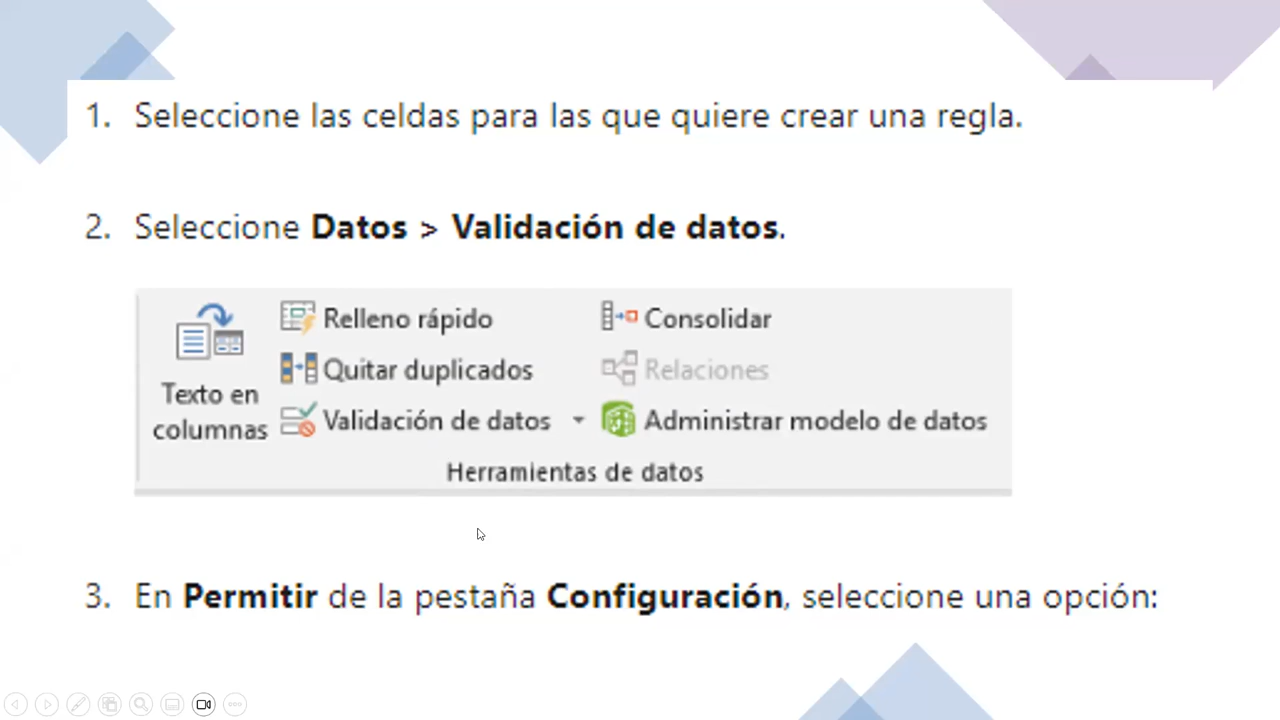 1. Seleccione las celdas para las que quiere crear una regla.
2. Seleccione Datos > Validación de datos.
Texto en
columnas
Relleno rápido
Quitar duplicados
Validación de datos
Consolidar
Relaciones
Administrar modelo de datos
Herramientas de datos
3. En Permitir de la pestaña Configuración, seleccione una opción: